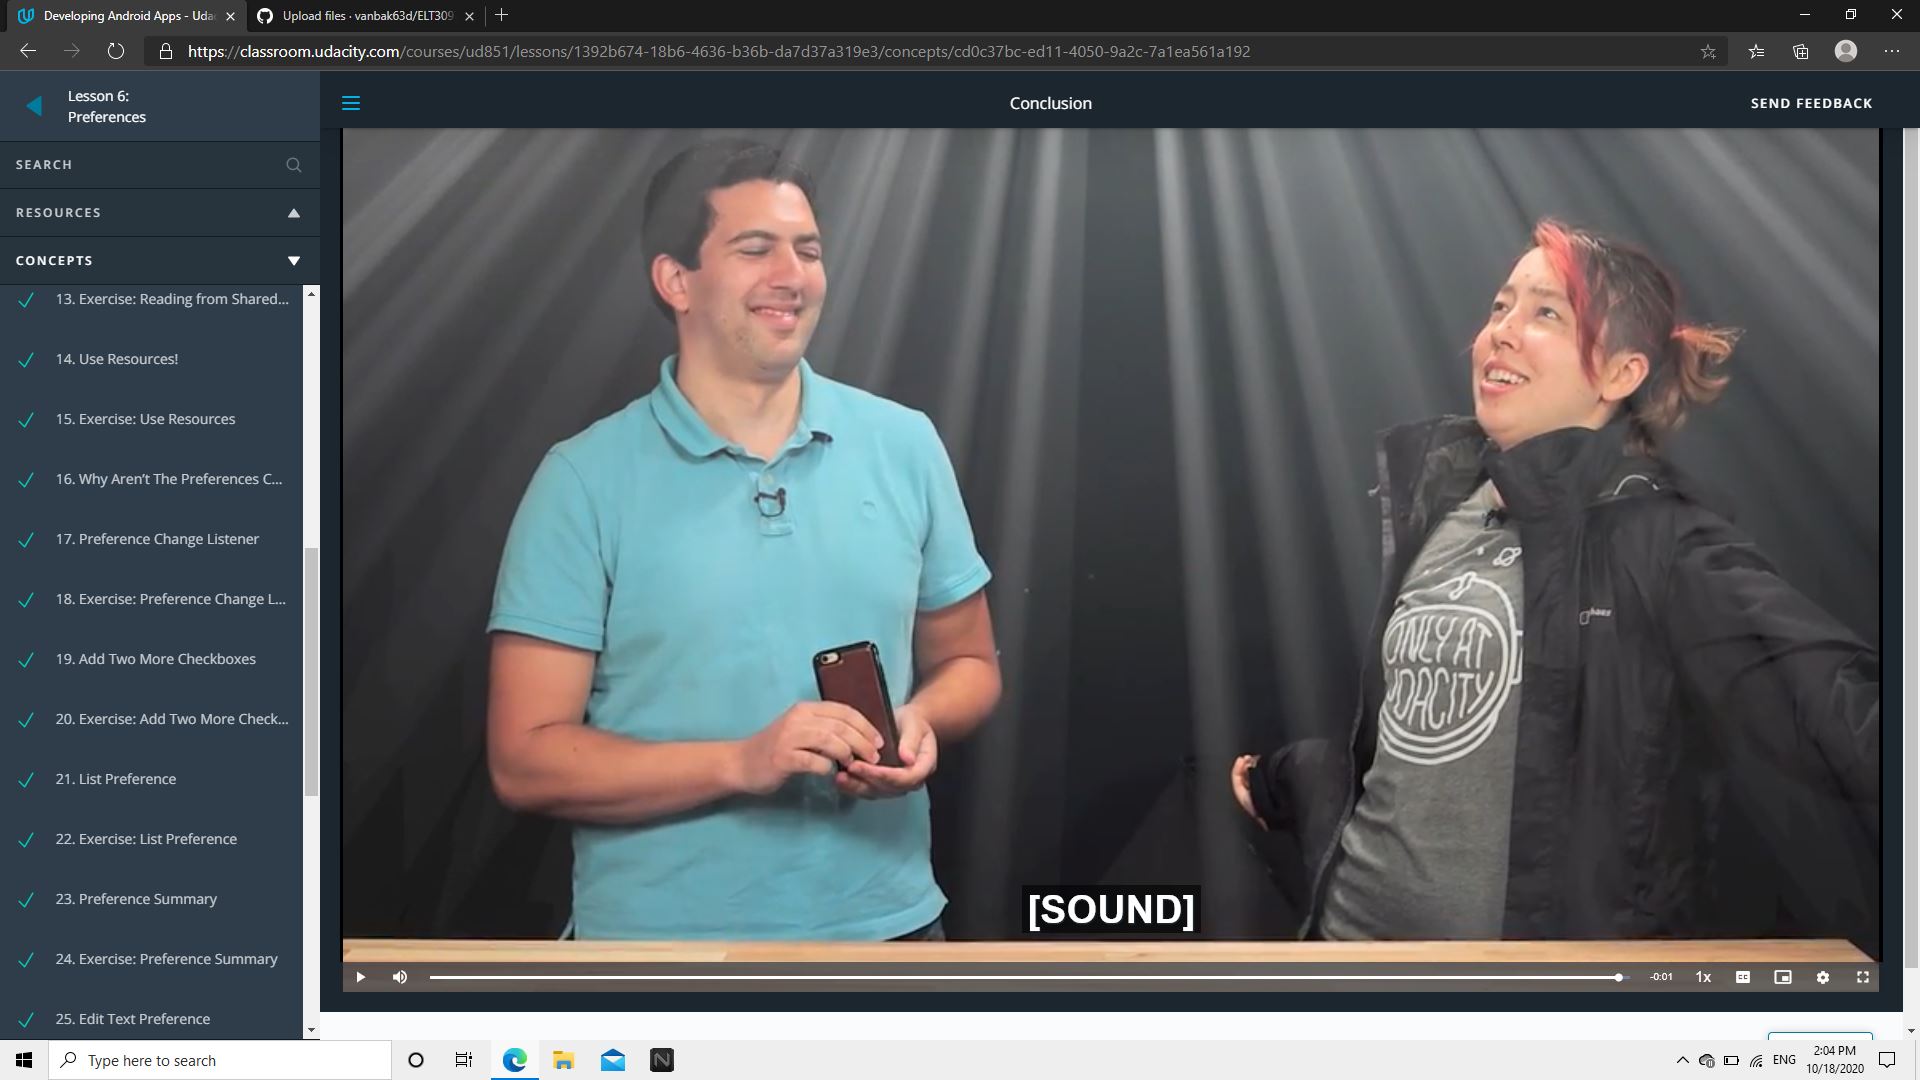 Developing Android Apps - Uda
Upload files · vanbak63d/ELT309
https://classroom.udacity.com/courses/ud851/lessons/1392b674-18b6-4636-b36b-da7d37a319e3/concepts/cd0c37bc-ed11-4050-9a2c-7a1ea561a192
Lesson 6:
Preferences
Conclusion
SEND FEEDBACK
SEARCH
RESOURCES
CONCEPTS
13. Exercise: Reading from Shared...
14. Use Resources!
15. Exercise: Use Resources
16. Why Aren’t The Preferences C...
17. Preference Change Listener
18. Exercise: Preference Change L...
19. Add Two More Checkboxes
20. Exercise: Add Two More Check...
21. List Preference
22. Exercise: List Preference
23. Preference Summary
24. Exercise: Preference Summary
25. Edit Text Preference
ONLY AT
UDACITY
[SOUND]
-0:01
1x
CC
Type here to search
N
ENG
2:04 PM
10/18/2020